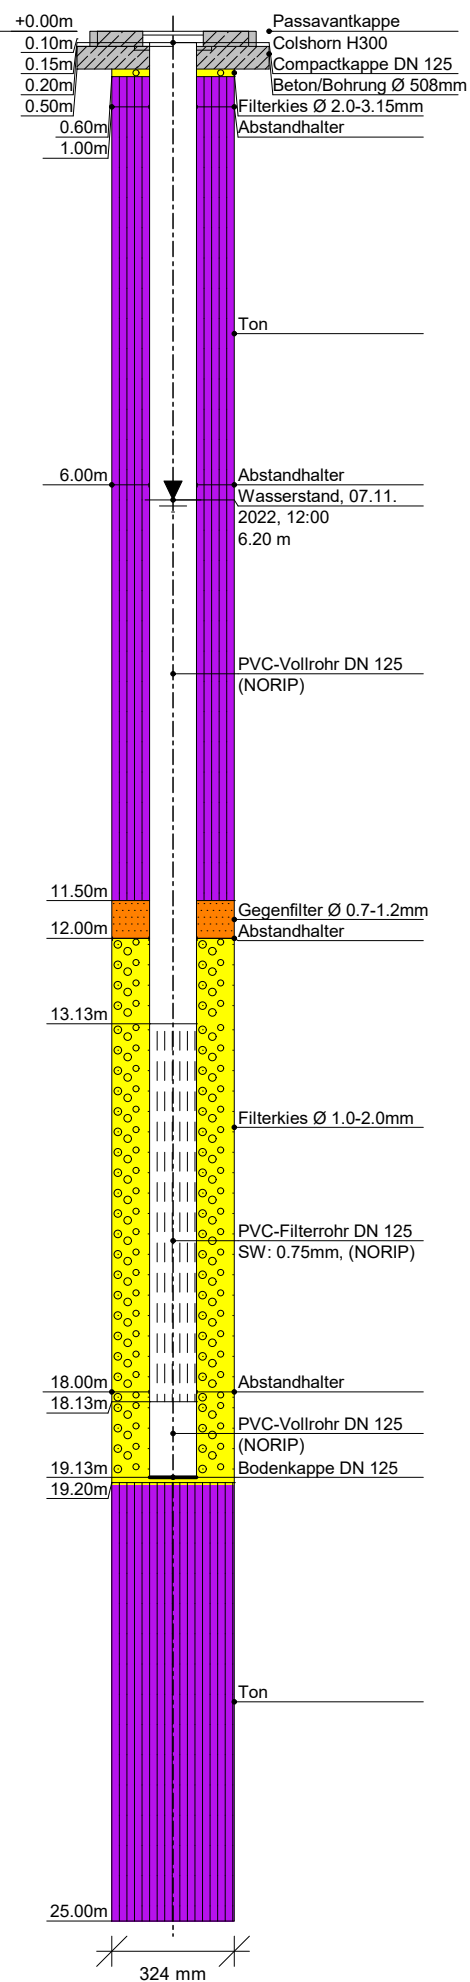 +0.00m
Passavantkappe
0.10m
Colshorn H300
0.15m
Compactkappe DN 125
0.20m
Beton/Bohrung Ø 508mm
0.50m
Filterkies Ø 2.0-3.15mm
0.60m
Abstandhalter
1.00m
Ton
6.00m
Abstandhalter
Wasserstand, 07.11.
2022, 12:00
6.20 m
PVC-Vollrohr DN 125
(NORIP)
11.50m
Gegenfilter Ø 0.7-1.2mm
12.00m
Abstandhalter
13.13m
Filterkies Ø 1.0-2.0mm
PVC-Filterrohr DN 125
SW: 0.75mm, (NORIP)
18.00m
Abstandhalter
18.13m
PVC-Vollrohr DN 125
(NORIP)
19.13m
Bodenkappe DN 125
19.20m
Ton
25.00m
324 mm